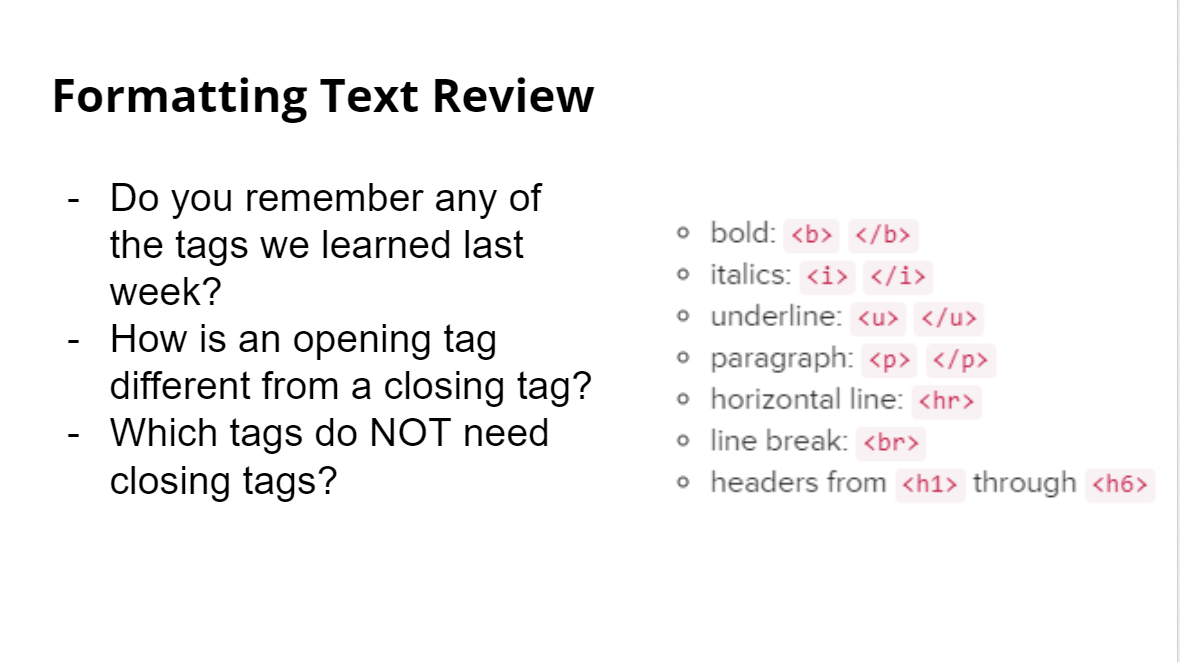 Formatting Text Review
- Do you remember any of
the tags we learned last
week?
- How is an opening tag
different from a closing tag?
- Which tags do NOT need
closing tags?
bold: <b> </b>
italics: <i> </i>
underline: <u> </u>
paragraph: <p> </p>
horizontal line: <hr>
line break: <br>
headers from <h1> through <h6>